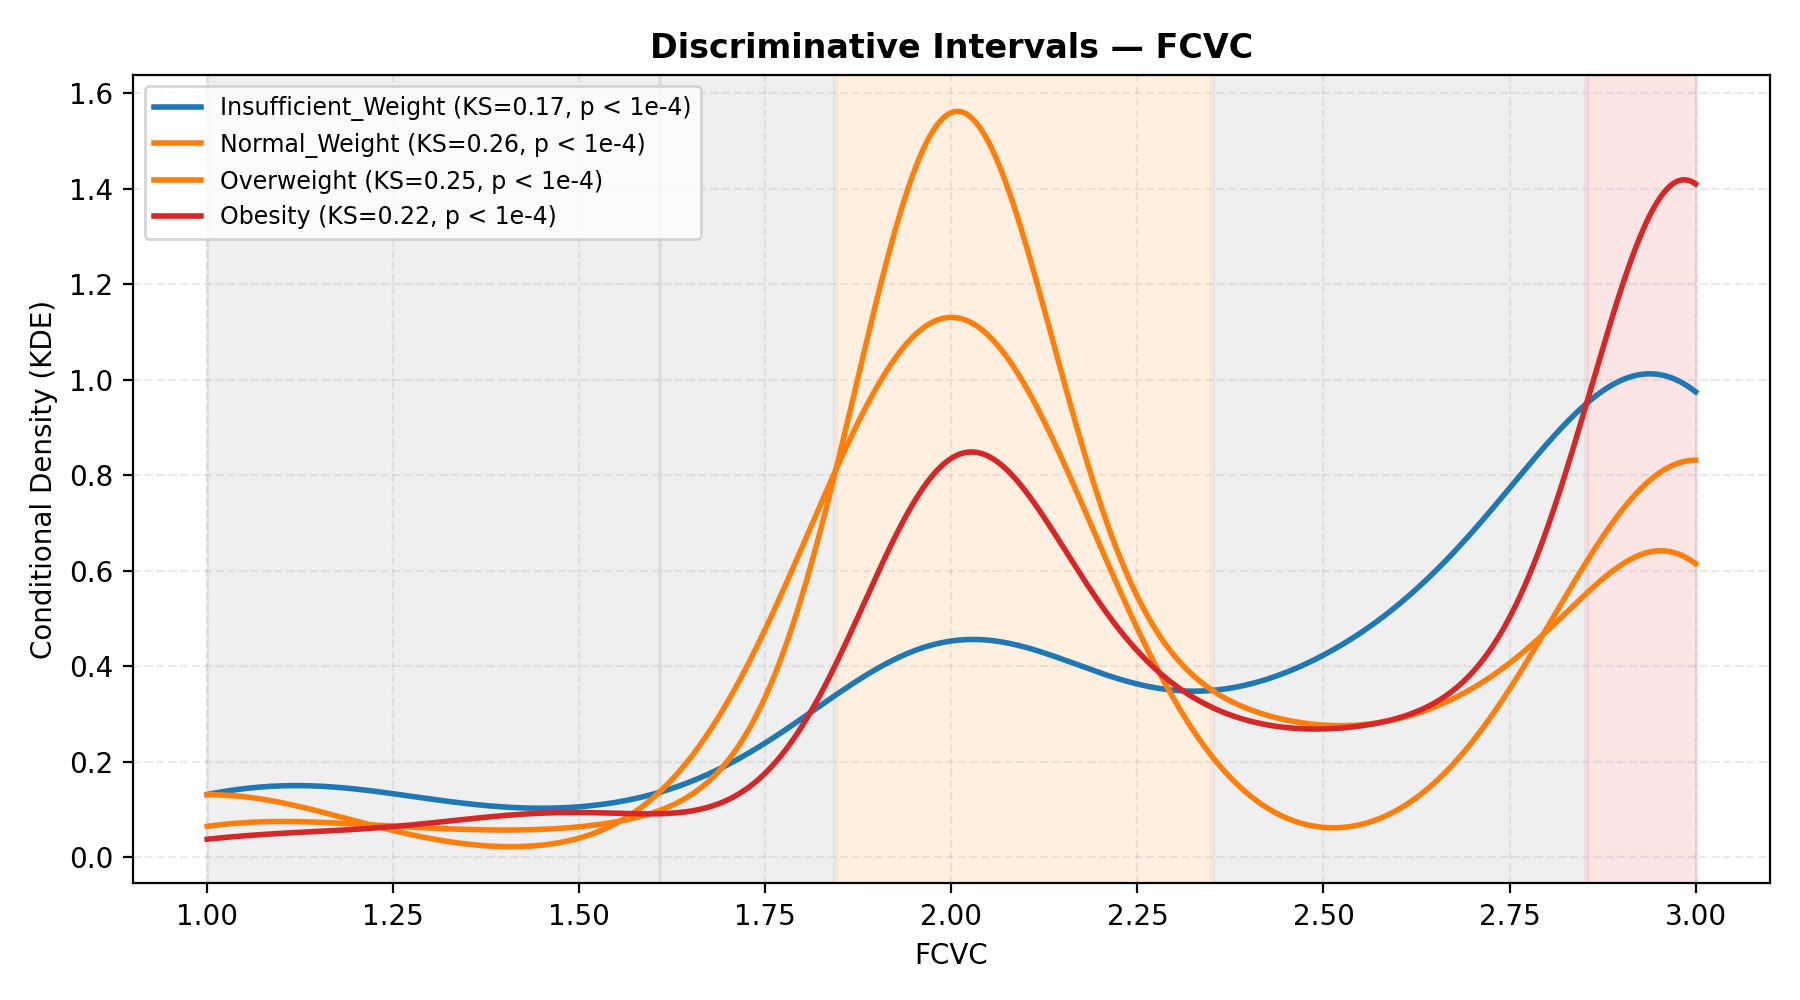 Discriminative Intervals — FCVC
Insufficient_Weight (KS=0.17, p < 1e-4)
Normal_Weight (KS=0.26, p < 1e-4)
Overweight (KS=0.25, p < 1e-4)
Obesity (KS=0.22, p < 1e-4)
Conditional Density (KDE)
1.6
1.4
1.2
1.0
0.8
0.6
0.4
0.2
0.0
1.00 1.25 1.50 1.75 2.00 2.25 2.50 2.75 3.00
FCVC